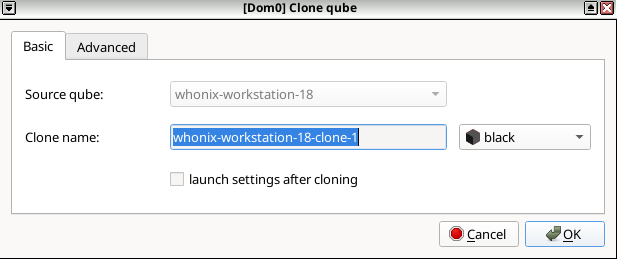 [Dom0] Clone qube
Basic
Advanced
Source qube:
whonix-workstation-18
Clone name:
whonix-workstation-18-clone-1
black
launch settings after cloning
Cancel
OK